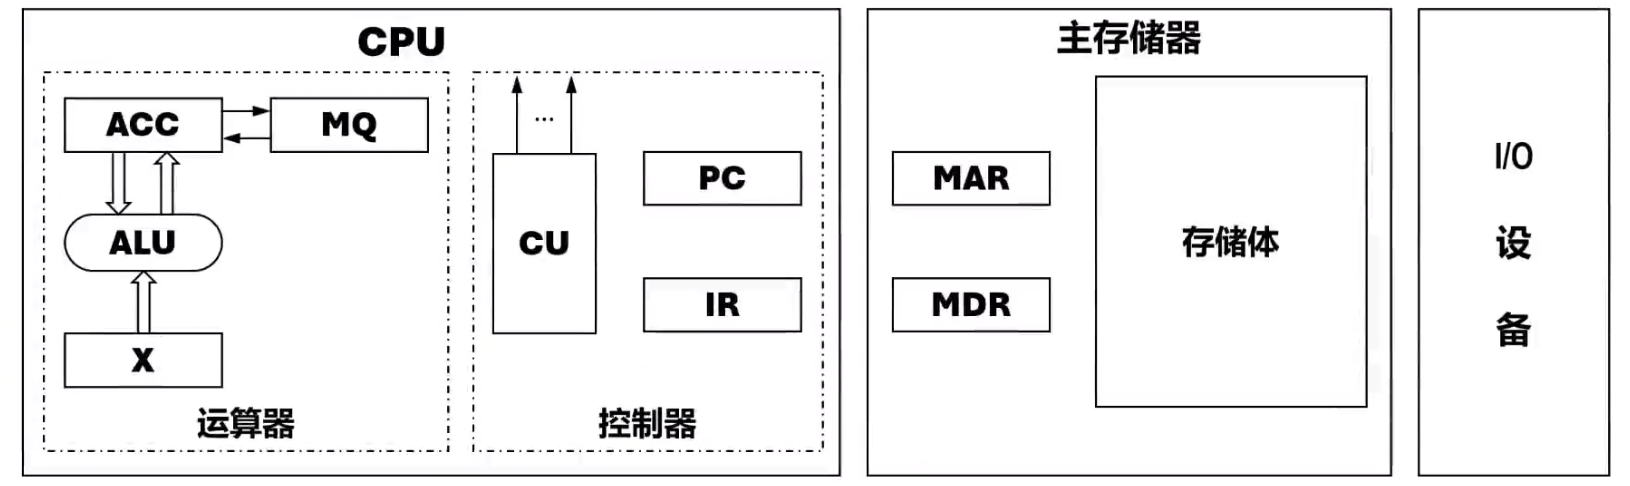 CPU
ACC
MQ
ALU
X
运算器
...
CU
PC
IR
控制器
主存储器
MAR
MDR
存储体
I/O
设
备